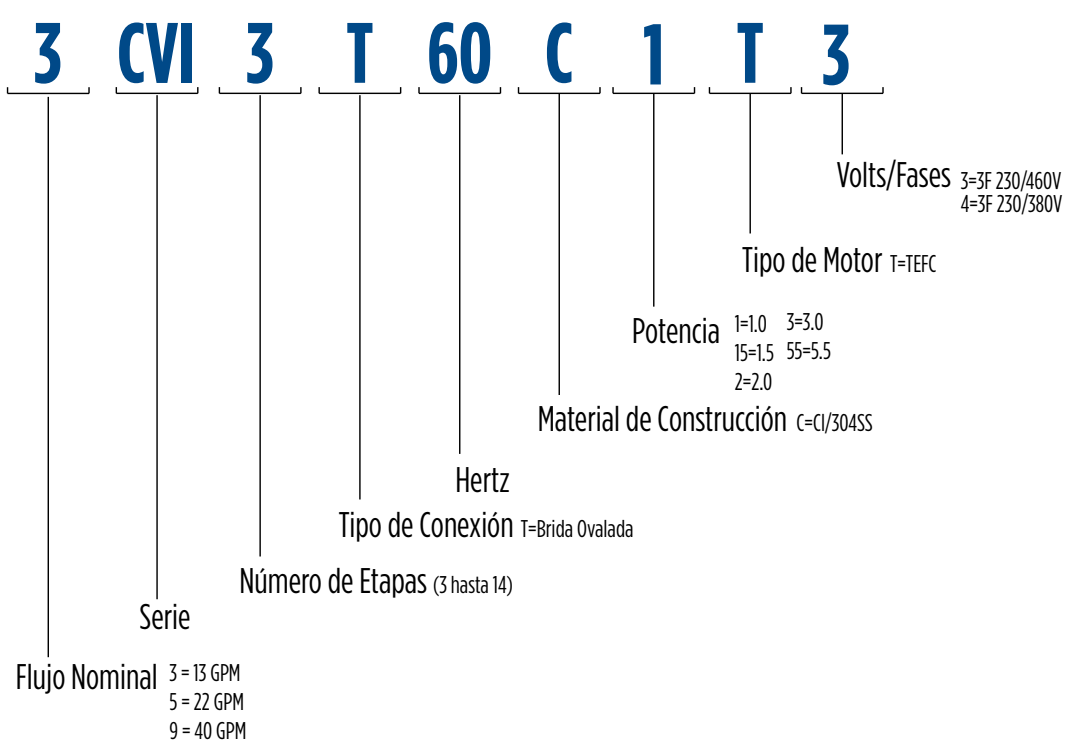 3 CVI 3 T 60 C 1 T 3
Volts/Fases 3=3F 230/460V
4=3F 230/380V
Tipo de Motor T=TEFC
Potencia 1=1.0 3=3.0
15=1.5 55=5.5
2=2.0
Material de Construcción C=CI/304SS
Hertz
Tipo de Conexión T=Brida Ovalada
Número de Etapas (3 hasta 14)
Serie
Flujo Nominal 3 = 13 GPM
5 = 22 GPM
9 = 40 GPM